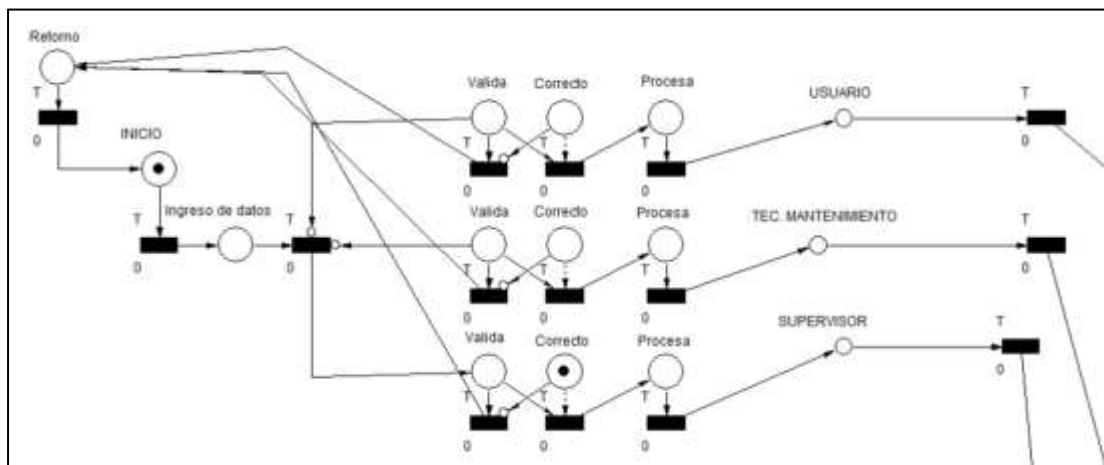 Retorno
Valida Correcto Procesa
T USUARIO T
0 INICIO T T T 0
0 0 0
Ingreso de datos Valida Correcto Procesa
T T TEC. MANTENIMIENTO T
0 0 T T T 0
0 0 0
SUPERVISOR
Valida Correcto Procesa T
T T T 0
0 0 0